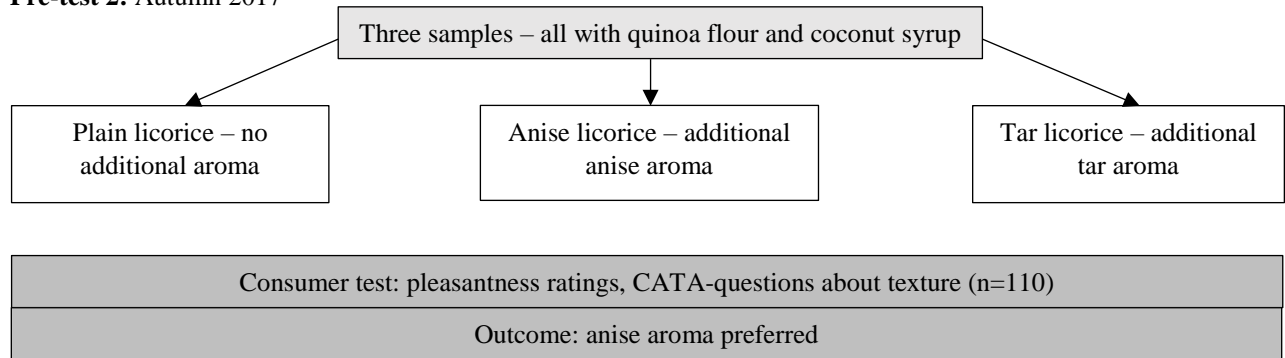 Pre-test 2: Autumn 2017
Three samples – all with quinoa flour and coconut syrup
Plain licorice – no
additional aroma
Anise licorice – additional
anise aroma
Tar licorice – additional
tar aroma
Consumer test: pleasantness ratings, CATA-questions about texture (n=110)
Outcome: anise aroma preferred